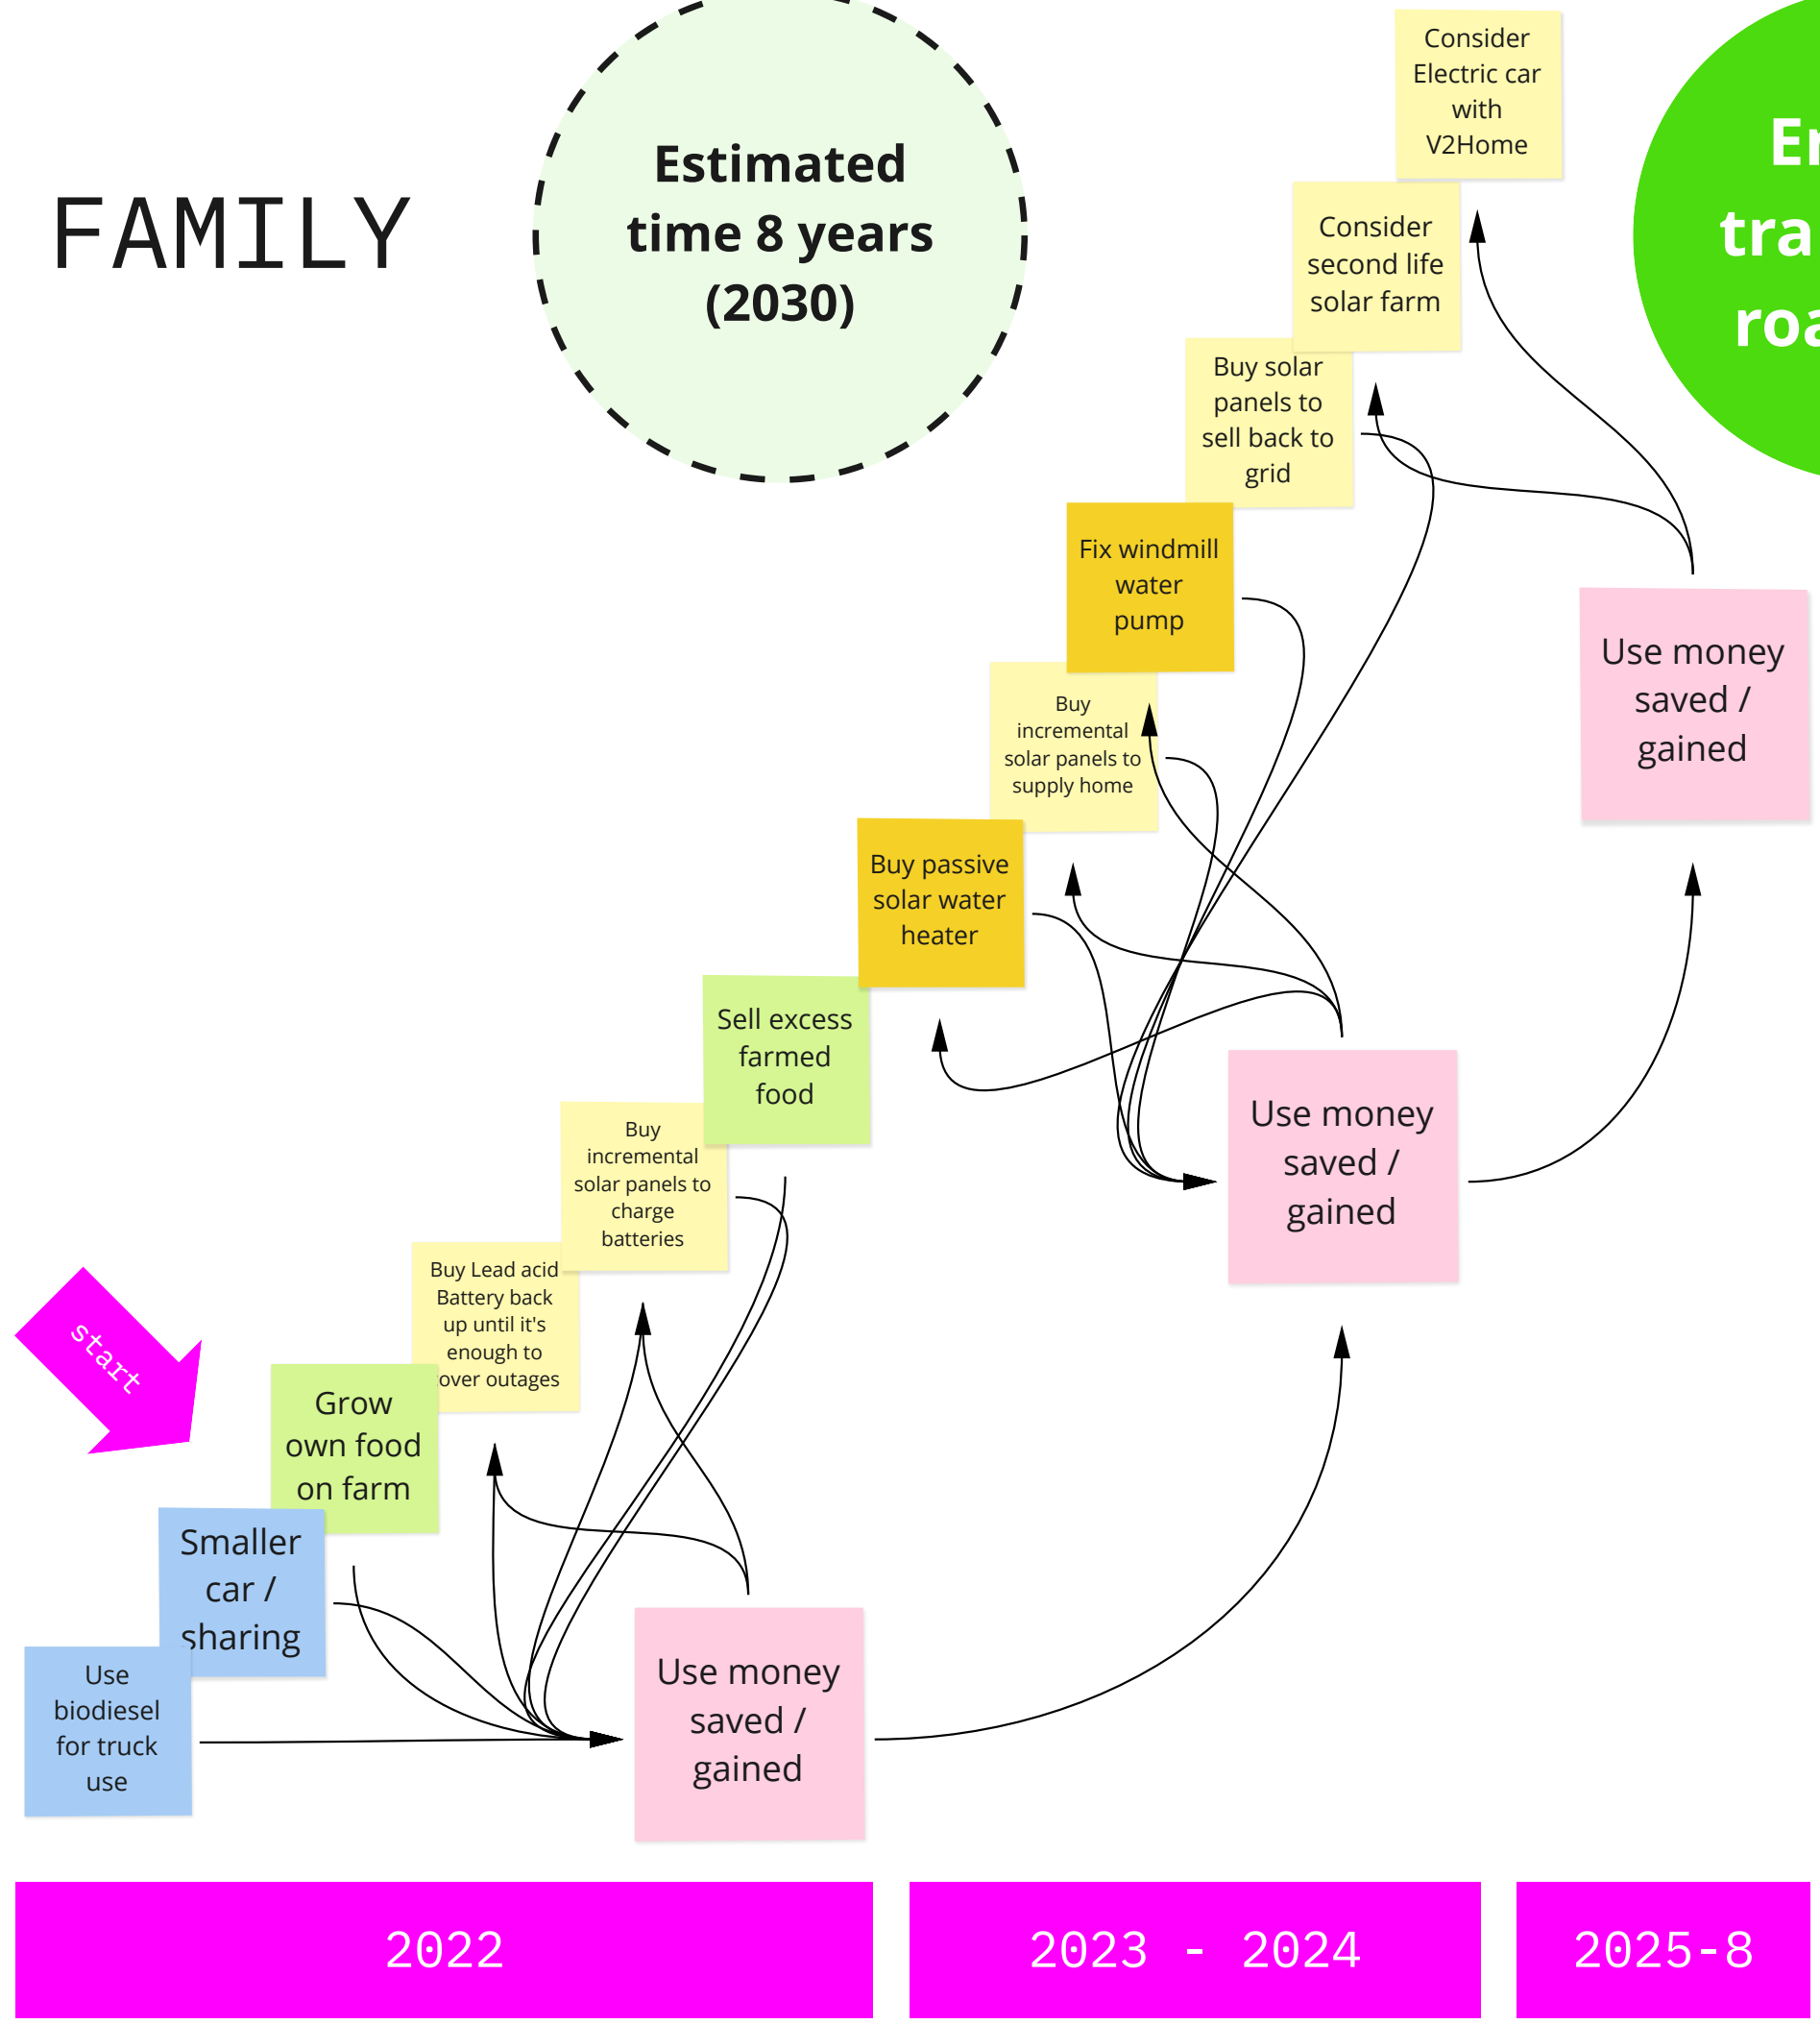 FAMILY
Estimated
time 8 years
(2030)
Consider
Electric car
with
V2Home
Consider
second life
solar farm
Buy solar
panels to
sell back to
grid
Fix windmill
water
pump
Buy
incremental
solar panels to
supply home
Buy passive
solar water
heater
Sell excess
farmed
food
Buy
incremental
solar panels to
charge
batteries
Buy Lead acid
Battery back
up until it's
enough to
over outages
Grow
own food
on farm
Smaller
car /
sharing
Use
biodiesel
for truck
use
start
Use money
saved /
gained
Use money
saved /
gained
Use money
saved /
gained
2022
2023 - 2024
2025-8